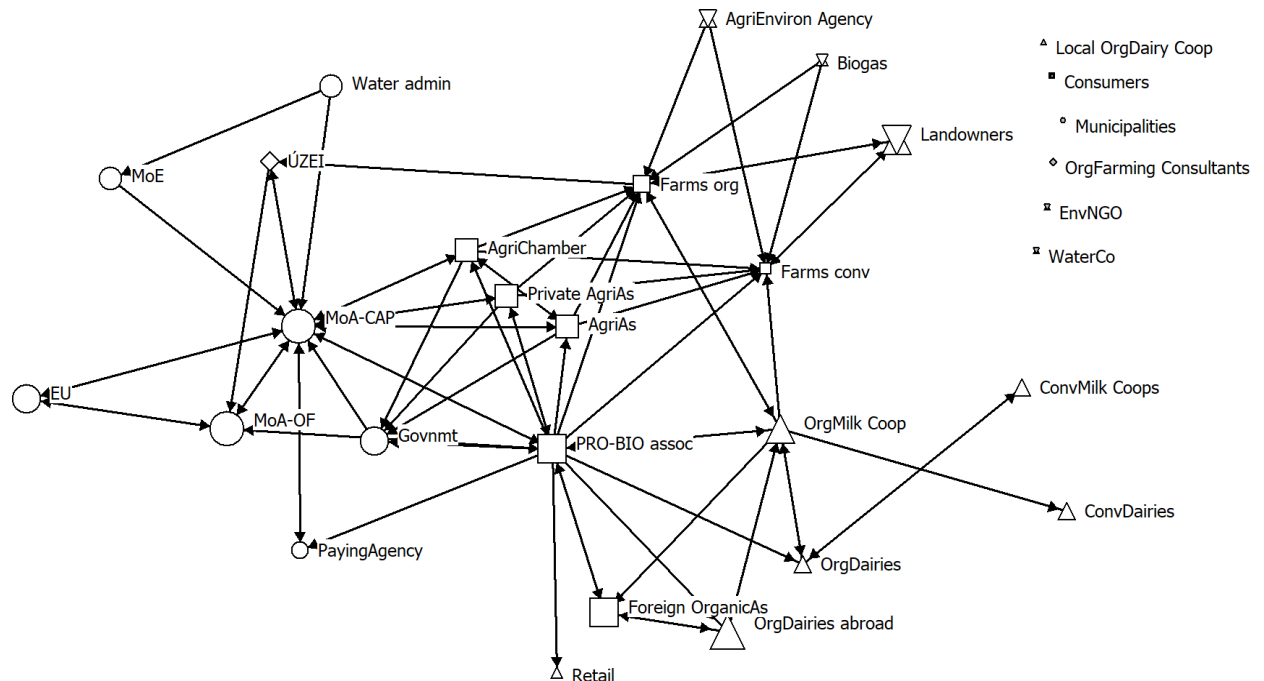 AgriEnviron Agency
Local OrgDairy Coop
Biogas
Consumers
Water admin
Municipalities
Landowners
ÚZEI
OrgFarming Consultants
MoE
Farms org
EnvNGO
AgriChamber
WaterCo
Farms conv
Private AgriAs
MoA-CAP
AgriAs
ConvMilk Coops
EU
MoA-OF
OrgMilk Coop
Govnmt
PRO-BIO assoc
ConvDairies
PayingAgency
OrgDairies
Foreign OrganicAs
OrgDairies abroad
Retail